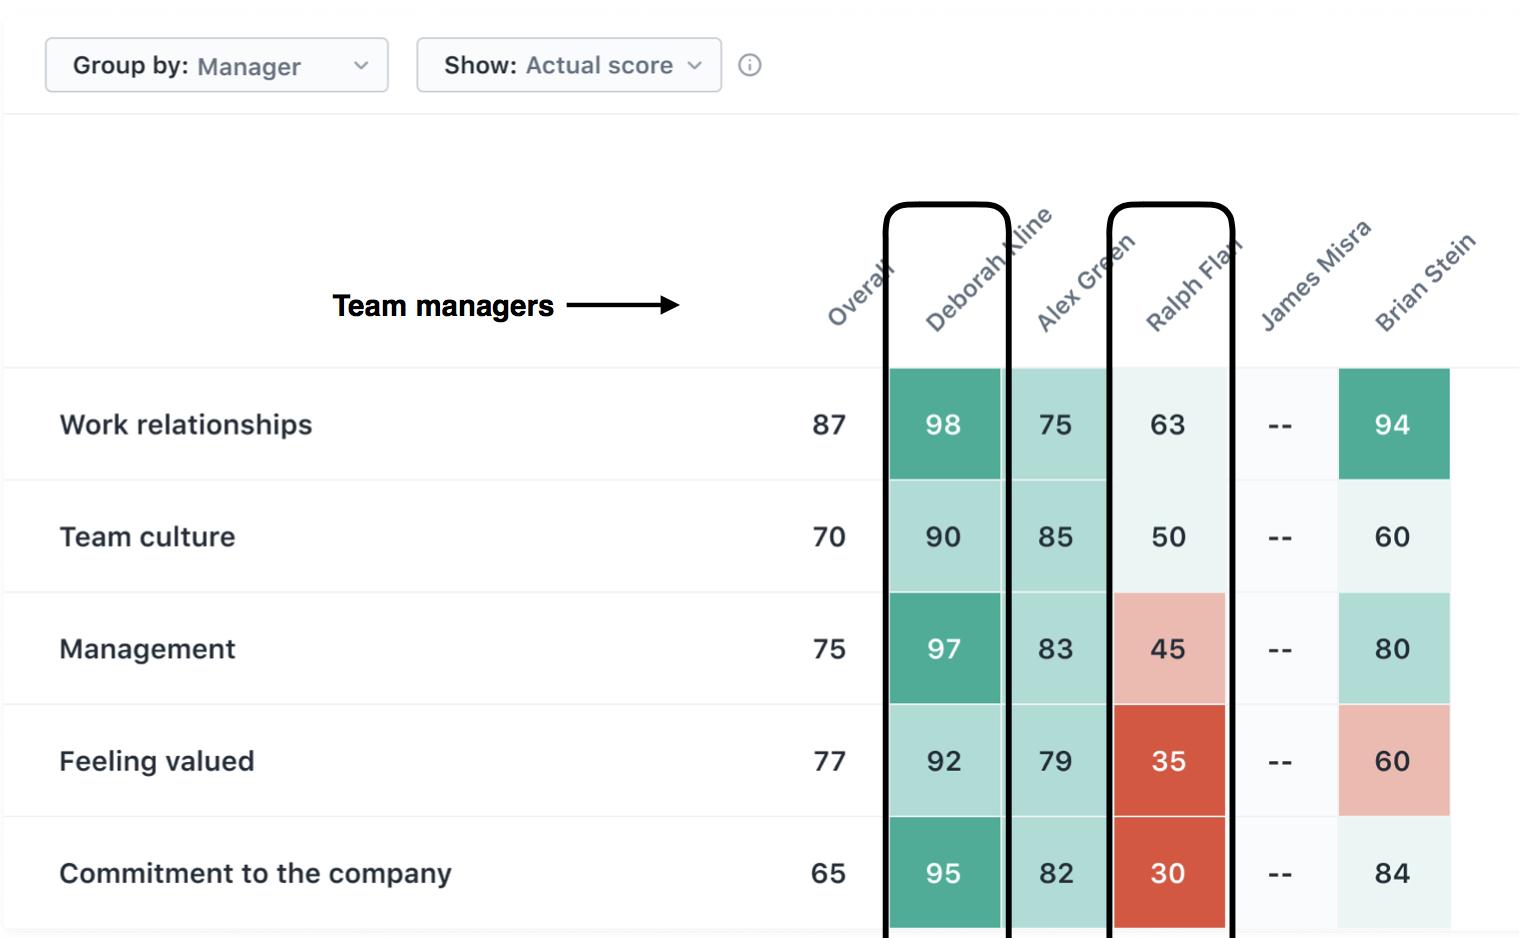 Group by: Manager
Show: Actual score
Team managers
Overall
Deborah Kline
Alex Green
Ralph Flan
James Misra
Brian Stein
Work relationships 87 98 75 63 -- 94
Team culture 70 90 85 50 -- 60
Management 75 97 83 45 -- 80
Feeling valued 77 92 79 35 -- 60
Commitment to the company 65 95 82 30 -- 84